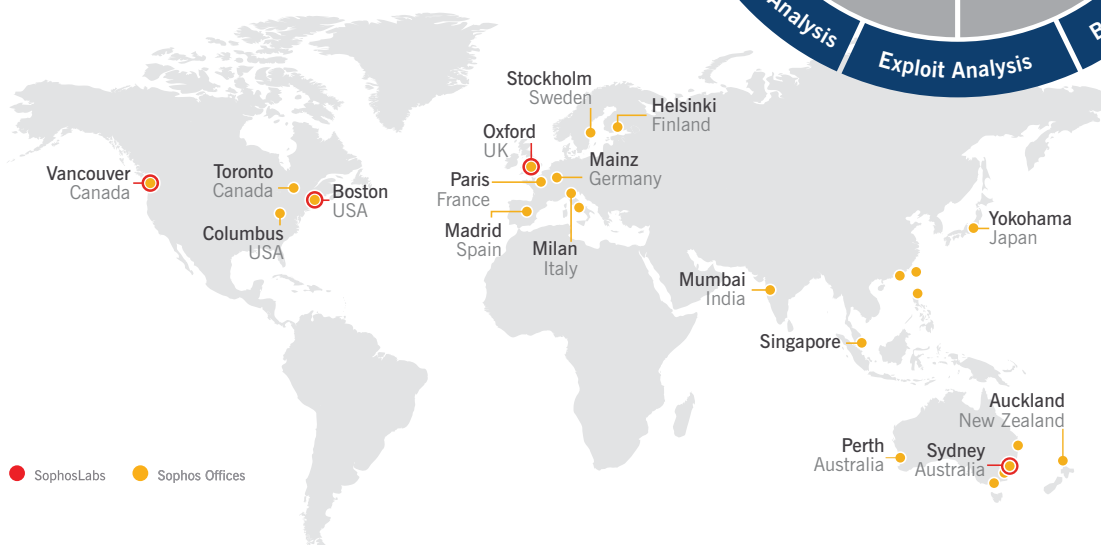 Analysis
Exploit Analysis
Stockholm
Sweden
Helsinki
Finland
Oxford
UK
Mainz
Germany
Vancouver
Canada
Toronto
Canada
Boston
USA
Columbus
USA
Paris
France
Madrid
Spain
Milan
Italy
Yokohama
Japan
Mumbai
India
Singapore
Auckland
New Zealand
Perth
Australia
Sydney
Australia
SophosLabs
Sophos Offices